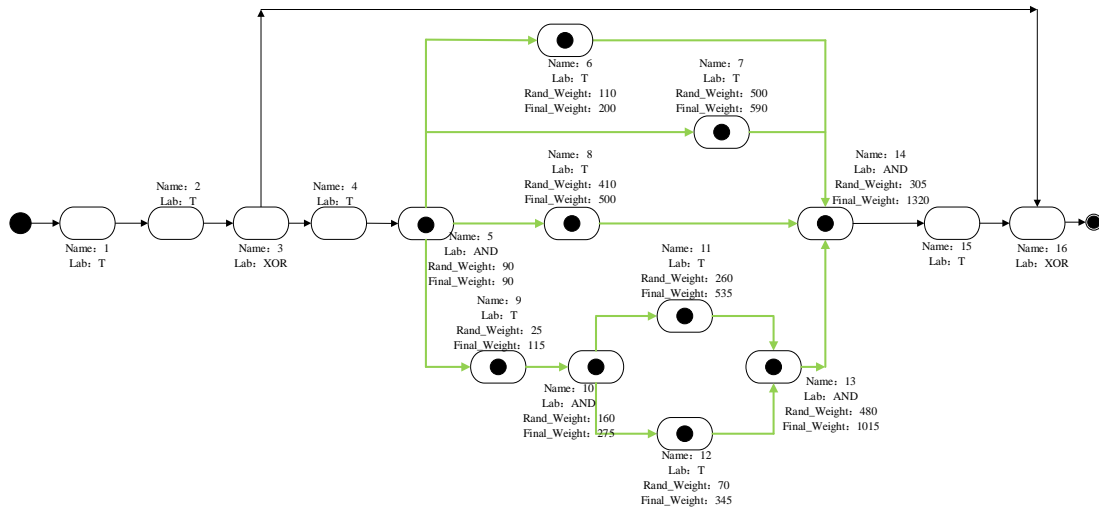 Name：6
Lab：T
Rand_Weight：110
Final_Weight：200
Name：7
Lab：T
Rand_Weight：500
Final_Weight：590
Name：2
Lab：T
Name：4
Lab：T
Name：8
Lab：T
Rand_Weight：410
Final_Weight：500
Name：14
Lab：AND
Rand_Weight：305
Final_Weight：1320
Name：1
Lab：T
Name：3
Lab：XOR
Name：5
Lab：AND
Rand_Weight：90
Final_Weight：90
Name：11
Lab：T
Rand_Weight：260
Final_Weight：535
Name：15
Lab：T
Name：16
Lab：XOR
Name：9
Lab：T
Rand_Weight：25
Final_Weight：115
Name：10
Lab：AND
Rand_Weight：160
Final_Weight：275
Name：13
Lab：AND
Rand_Weight：480
Final_Weight：1015
Name：12
Lab：T
Rand_Weight：70
Final_Weight：345